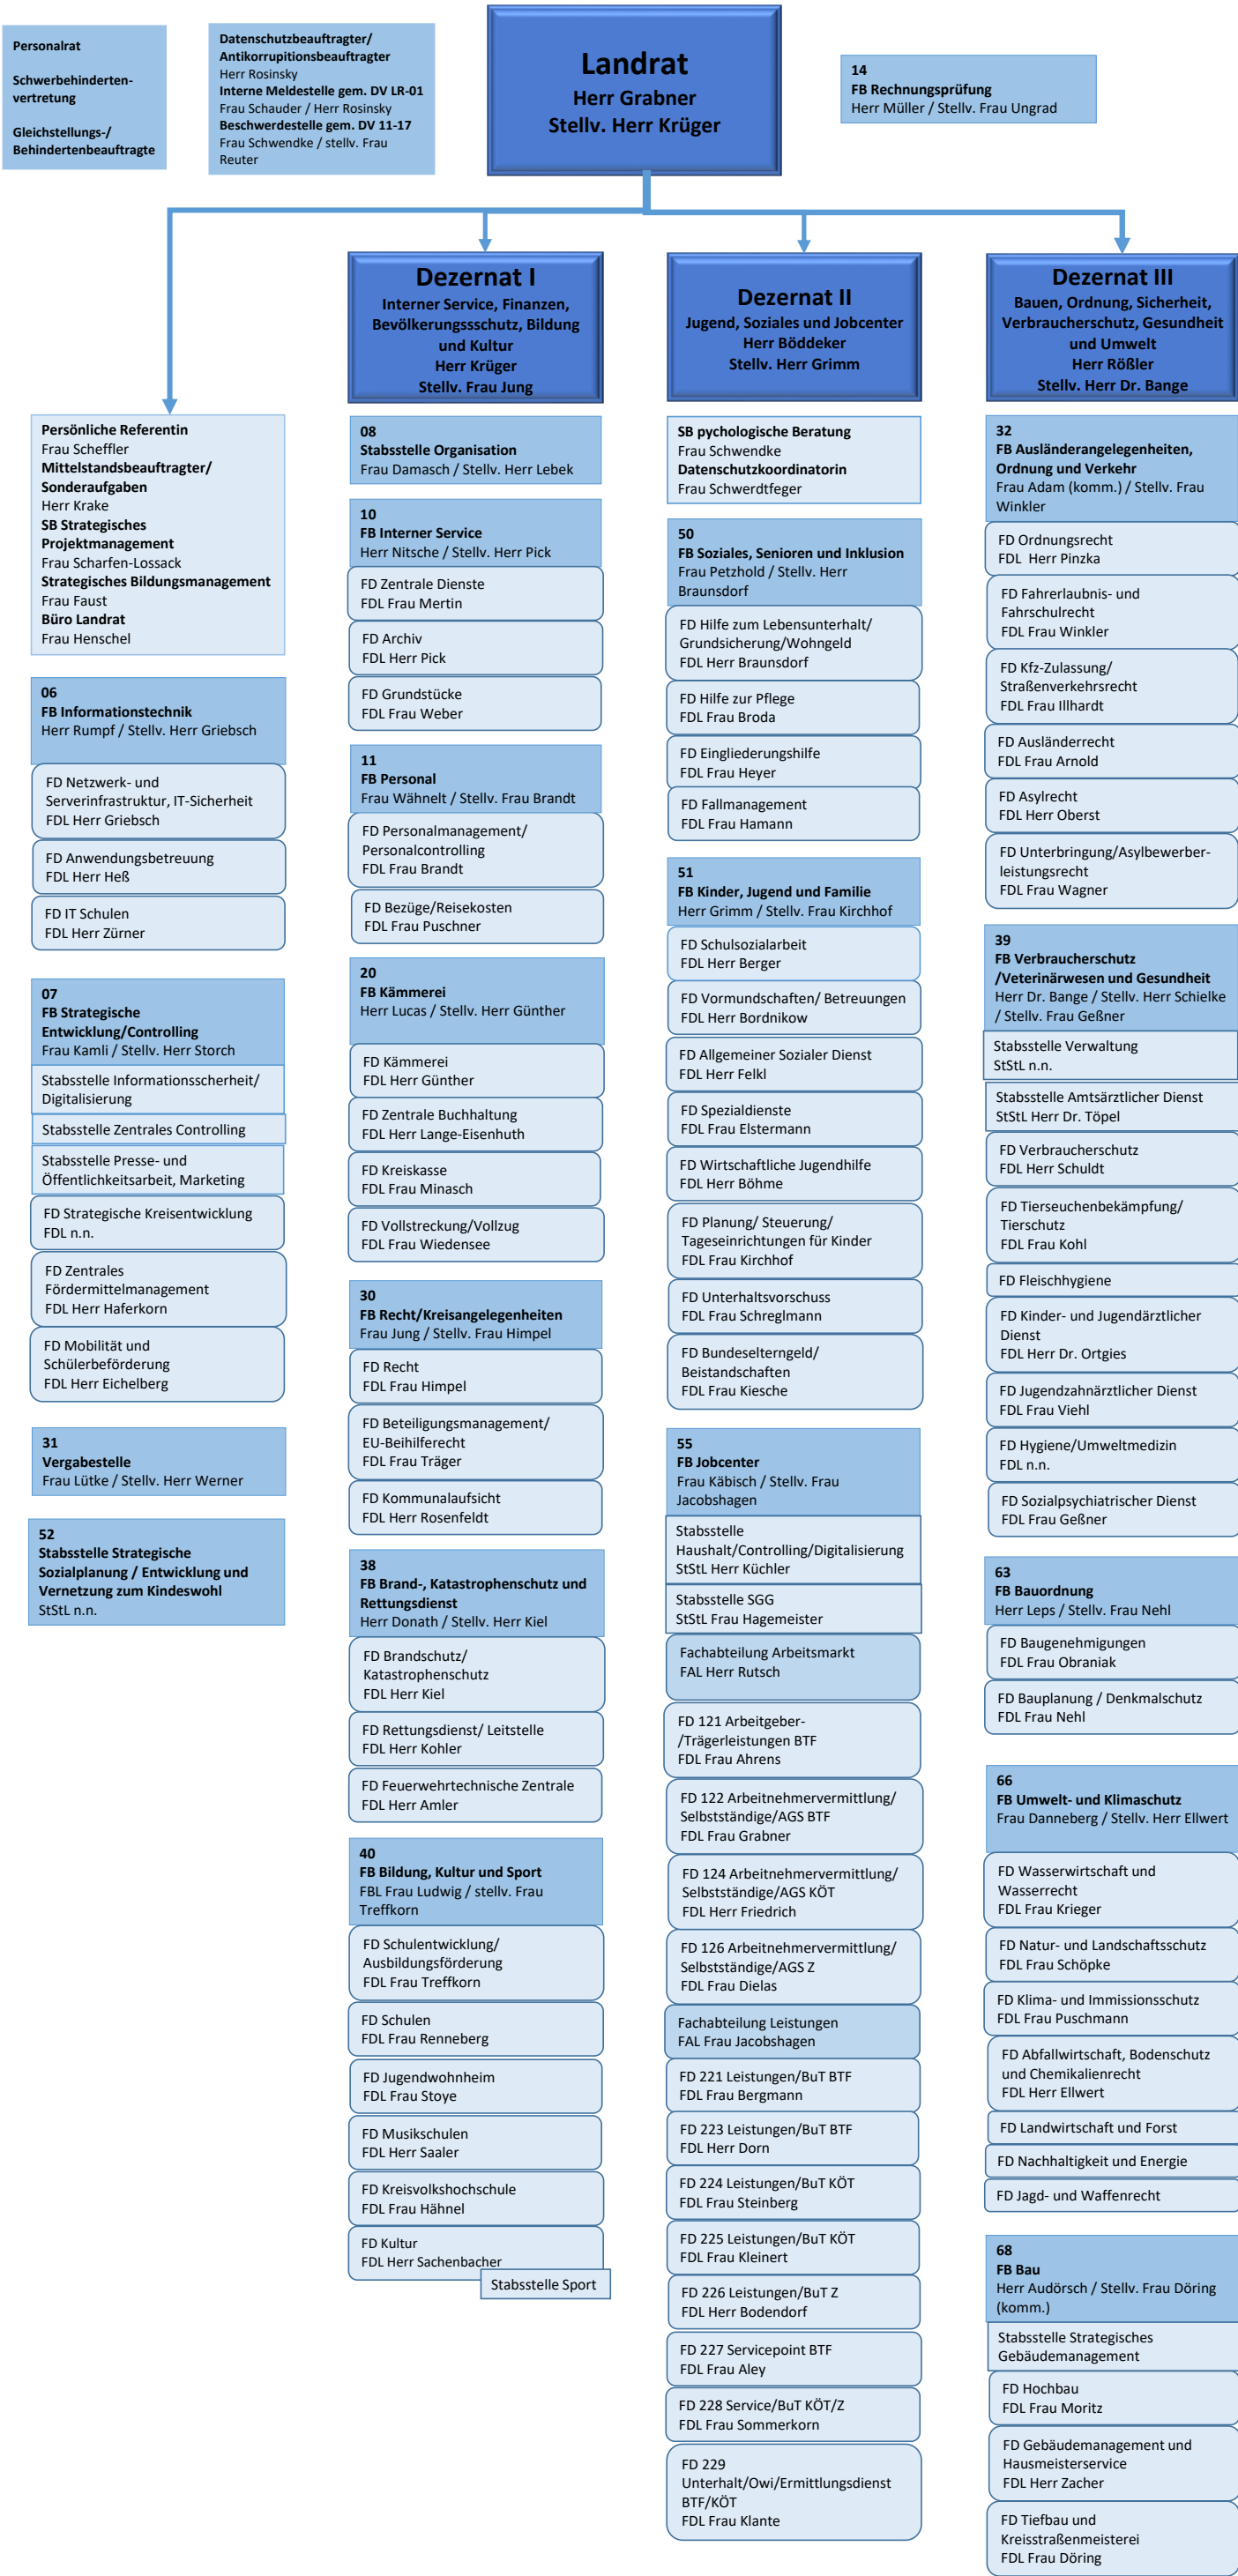 Personalrat
Schwerbehinderten-
vertretung
Gleichstellungs-/
Behindertenbeauftragte
Datenschutzbeauftragter/
Antikorrupitionsbeauftragter
Herr Rosinsky
Interne Meldestelle gem. DV LR-01
Frau Schauder / Herr Rosinsky
Beschwerdestelle gem. DV 11-17
Frau Schwendke / stellv. Frau
Reuter
Landrat
Herr Grabner
Stellv. Herr Krüger
14
FB Rechnungsprüfung
Herr Müller / Stellv. Frau Ungrad
Persönliche Referentin
Frau Scheffler
Mittelstandsbeauftragter/
Sonderaufgaben
Herr Krake
SB Strategisches
Projektmanagement
Frau Scharfen-Lossack
Strategisches Bildungsmanagement
Frau Faust
Büro Landrat
Frau Henschel
06
FB Informationstechnik
Herr Rumpf / Stellv. Herr Griebsch
FD Netzwerk- und
Serverinfrastruktur, IT-Sicherheit
FDL Herr Griebsch
FD Anwendungsbetreuung
FDL Herr Heß
FD IT Schulen
FDL Herr Zürner
07
FB Strategische
Entwicklung/Controlling
Frau Kamli / Stellv. Herr Storch
Stabsstelle Informationsscherheit/
Digitalisierung
Stabsstelle Zentrales Controlling
Stabsstelle Presse- und
Öffentlichkeitsarbeit, Marketing
FD Strategische Kreisentwicklung
FDL n.n.
FD Zentrales
Fördermittelmanagement
FDL Herr Haferkorn
FD Mobilität und
Schülerbeförderung
FDL Herr Eichelberg
31
Vergabestelle
Frau Lütke / Stellv. Herr Werner
52
Stabsstelle Strategische
Sozialplanung / Entwicklung und
Vernetzung zum Kindeswohl
StStL n.n.
Dezernat I
Interner Service, Finanzen,
Bevölkerungssschutz, Bildung
und Kultur
Herr Krüger
Stellv. Frau Jung
08
Stabsstelle Organisation
Frau Damasch / Stellv. Herr Lebek
10
FB Interner Service
Herr Nitsche / Stellv. Herr Pick
FD Zentrale Dienste
FDL Frau Mertin
FD Archiv
FDL Herr Pick
FD Grundstücke
FDL Frau Weber
11
FB Personal
Frau Wähnelt / Stellv. Frau Brandt
FD Personalmanagement/
Personalcontrolling
FDL Frau Brandt
FD Bezüge/Reisekosten
FDL Frau Puschner
20
FB Kämmerei
Herr Lucas / Stellv. Herr Günther
FD Kämmerei
FDL Herr Günther
FD Zentrale Buchhaltung
FDL Herr Lange-Eisenhuth
FD Kreiskasse
FDL Frau Minasch
FD Vollstreckung/Vollzug
FDL Frau Wiedensee
30
FB Recht/Kreisangelegenheiten
Frau Jung / Stellv. Frau Himpel
FD Recht
FDL Frau Himpel
FD Beteiligungsmanagement/
EU-Beihilferecht
FDL Frau Träger
FD Kommunalaufsicht
FDL Herr Rosenfeldt
38
FB Brand-, Katastrophenschutz und
Rettungsdienst
Herr Donath / Stellv. Herr Kiel
FD Brandschutz/
Katastrophenschutz
FDL Herr Kiel
FD Rettungsdienst/ Leitstelle
FDL Herr Kohler
FD Feuerwehrtechnische Zentrale
FDL Herr Amler
40
FB Bildung, Kultur und Sport
FBL Frau Ludwig / stellv. Frau
Treffkorn
FD Schulentwicklung/
Ausbildungsförderung
FDL Frau Treffkorn
FD Schulen
FDL Frau Renneberg
FD Jugendwohnheim
FDL Frau Stoye
FD Musikschulen
FDL Herr Saaler
FD Kreisvolkshochschule
FDL Frau Hähnel
FD Kultur
FDL Herr Sachenbacher
Stabsstelle Sport
Dezernat II
Jugend, Soziales und Jobcenter
Herr Böddeker
Stellv. Herr Grimm
SB pychologische Beratung
Frau Schwendke
Datenschutzkoordinatorin
Frau Schwerdtfeger
50
FB Soziales, Senioren und Inklusion
Frau Petzhold / Stellv. Herr
Braunsdorf
FD Hilfe zum Lebensunterhalt/
Grundsicherung/Wohngeld
FDL Herr Braunsdorf
FD Hilfe zur Pflege
FDL Frau Broda
FD Eingliederungshilfe
FDL Frau Heyer
FD Fallmanagement
FDL Frau Hamann
51
FB Kinder, Jugend und Familie
Herr Grimm / Stellv. Frau Kirchhof
FD Schulsozialarbeit
FDL Herr Berger
FD Vormundschaften/ Betreuungen
FDL Herr Bordnikow
FD Allgemeiner Sozialer Dienst
FDL Herr Felkl
FD Spezialdienste
FDL Frau Elstermann
FD Wirtschaftliche Jugendhilfe
FDL Herr Böhme
FD Planung/ Steuerung/
Tageseinrichtungen für Kinder
FDL Frau Kirchhof
FD Unterhaltsvorschuss
FDL Frau Schreglmann
FD Bundeselterngeld/
Beistandschaften
FDL Frau Kiesche
55
FB Jobcenter
Frau Käbisch / Stellv. Frau
Jacobshagen
Stabsstelle
Haushalt/Controlling/Digitalisierung
StStL Herr Küchler
Stabsstelle SGG
StStL Frau Hagemeister
Fachabteilung Arbeitsmarkt
FAL Herr Rutsch
FD 121 Arbeitgeber-
/Trägerleistungen BTF
FDL Frau Ahrens
FD 122 Arbeitnehmervermittlung/
Selbstständige/AGS BTF
FDL Frau Grabner
FD 124 Arbeitnehmervermittlung/
Selbstständige/AGS KÖT
FDL Herr Friedrich
FD 126 Arbeitnehmervermittlung/
Selbstständige/AGS Z
FDL Frau Dielas
Fachabteilung Leistungen
FAL Frau Jacobshagen
FD 221 Leistungen/BuT BTF
FDL Frau Bergmann
FD 223 Leistungen/BuT BTF
FDL Herr Dorn
FD 224 Leistungen/BuT KÖT
FDL Frau Steinberg
FD 225 Leistungen/BuT KÖT
FDL Frau Kleinert
FD 226 Leistungen/BuT Z
FDL Herr Bodendorf
FD 227 Servicepoint BTF
FDL Frau Aley
FD 228 Service/BuT KÖT/Z
FDL Frau Sommerkorn
FD 229
Unterhalt/Owi/Ermittlungsdienst
BTF/KÖT
FDL Frau Klante
Dezernat III
Bauen, Ordnung, Sicherheit,
Verbraucherschutz, Gesundheit
und Umwelt
Herr Rößler
Stellv. Herr Dr. Bange
32
FB Ausländerangelegenheiten,
Ordnung und Verkehr
Frau Adam (komm.) / Stellv. Frau
Winkler
FD Ordnungsrecht
FDL  Herr Pinzka
FD Fahrerlaubnis- und
Fahrschulrecht
FDL Frau Winkler
FD Kfz-Zulassung/
Straßenverkehrsrecht
FDL Frau Illhardt
FD Ausländerrecht
FDL Frau Arnold
FD Asylrecht
FDL Herr Oberst
FD Unterbringung/Asylbewerber-
leistungsrecht
FDL Frau Wagner
39
FB Verbraucherschutz
/Veterinärwesen und Gesundheit
Herr Dr. Bange / Stellv. Herr Schielke
/ Stellv. Frau Geßner
Stabsstelle Verwaltung
StStL n.n.
Stabsstelle Amtsärztlicher Dienst
StStL Herr Dr. Töpel
FD Verbraucherschutz
FDL Herr Schuldt
FD Tierseuchenbekämpfung/
Tierschutz
FDL Frau Kohl
FD Fleischhygiene
FD Kinder- und Jugendärztlicher
Dienst
FDL Herr Dr. Ortgies
FD Jugendzahnärztlicher Dienst
FDL Frau Viehl
FD Hygiene/Umweltmedizin
FDL n.n.
FD Sozialpsychiatrischer Dienst
FDL Frau Geßner
63
FB Bauordnung
Herr Leps / Stellv. Frau Nehl
FD Baugenehmigungen
FDL Frau Obraniak
FD Bauplanung / Denkmalschutz
FDL Frau Nehl
66
FB Umwelt- und Klimaschutz
Frau Danneberg / Stellv. Herr Ellwert
FD Wasserwirtschaft und
Wasserrecht
FDL Frau Krieger
FD Natur- und Landschaftsschutz
FDL Frau Schöpke
FD Klima- und Immissionsschutz
FDL Frau Puschmann
FD Abfallwirtschaft, Bodenschutz
und Chemikalienrecht
FDL Herr Ellwert
FD Landwirtschaft und Forst
FD Nachhaltigkeit und Energie
FD Jagd- und Waffenrecht
68
FB Bau
Herr Audörsch / Stellv. Frau Döring
(komm.)
Stabsstelle Strategisches
Gebäudemanagement
FD Hochbau
FDL Frau Moritz
FD Gebäudemanagement und
Hausmeisterservice
FDL Herr Zacher
FD Tiefbau und
Kreisstraßenmeisterei
FDL Frau Döring